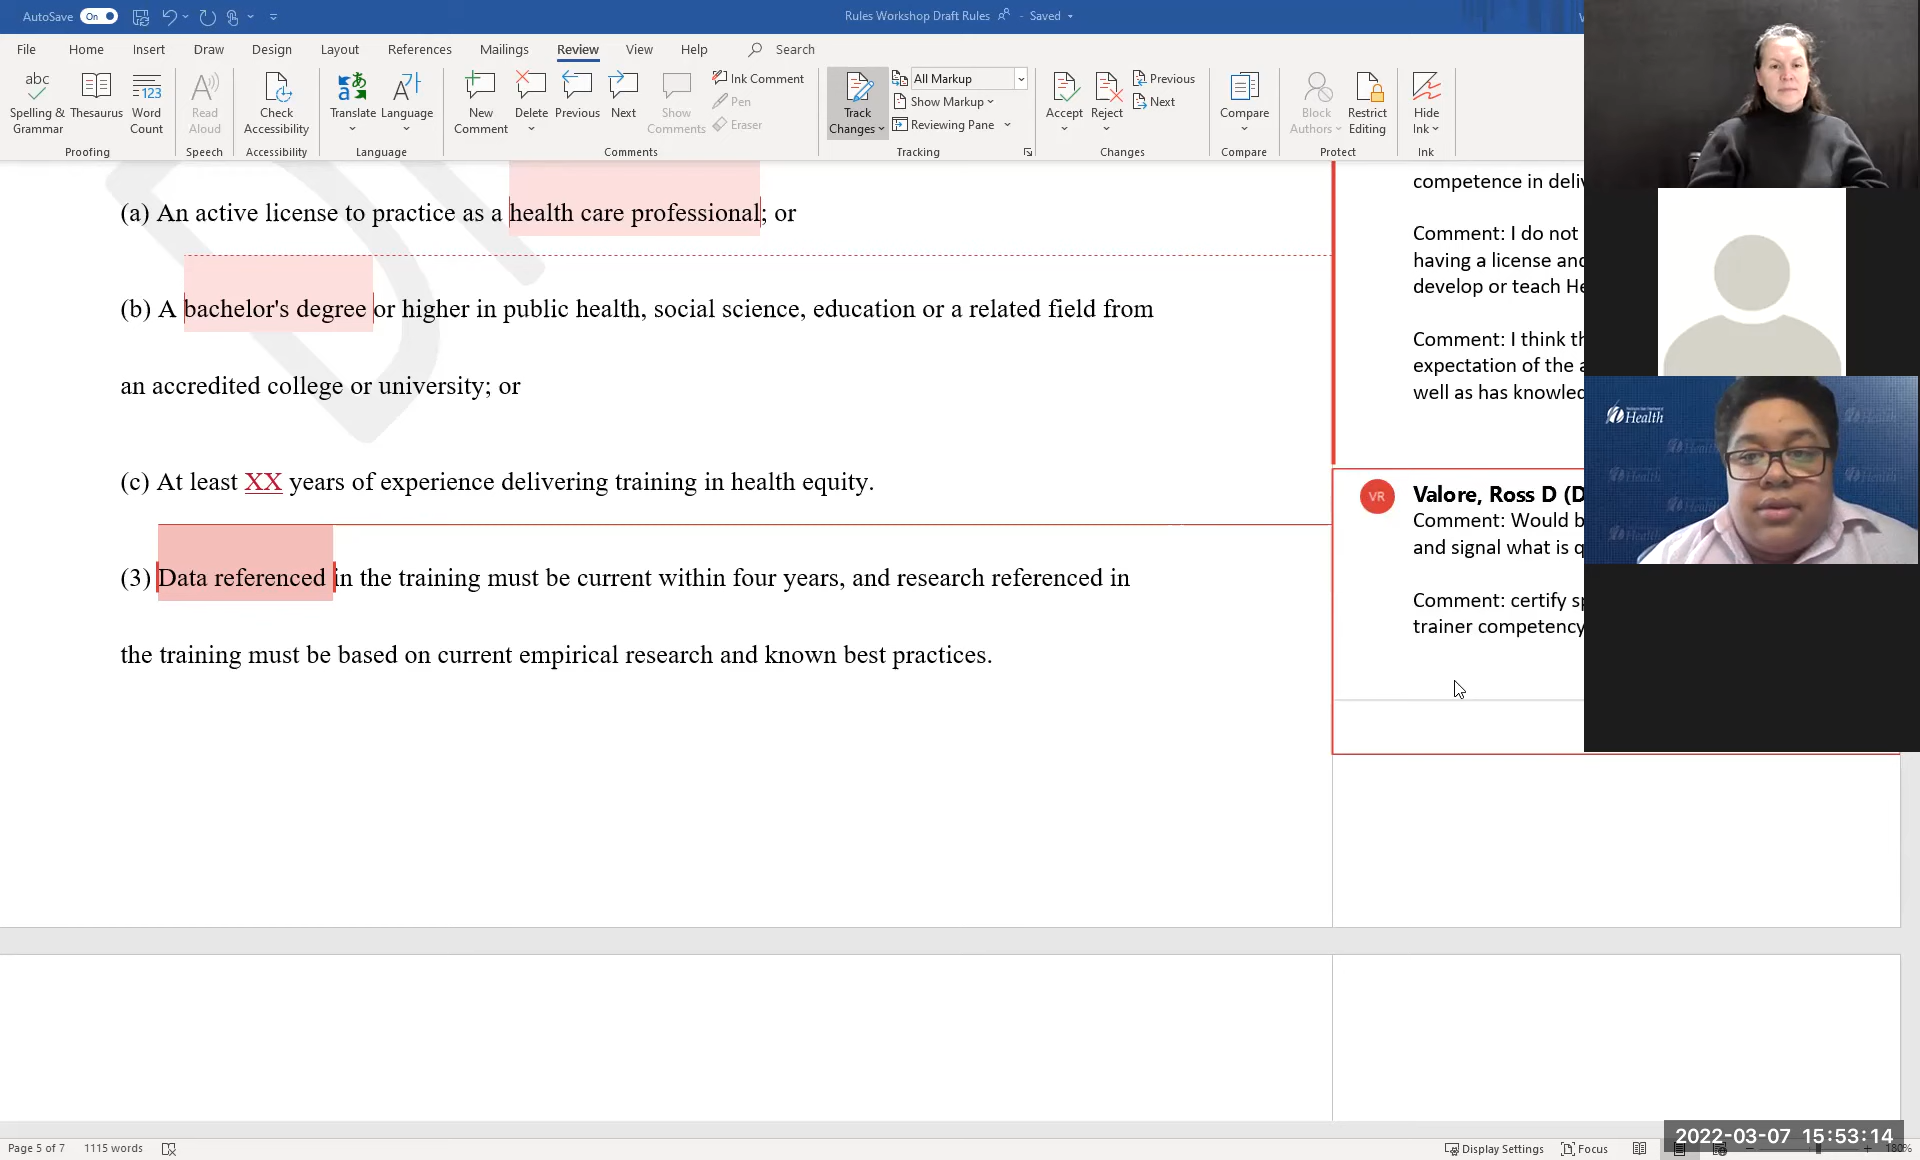 AutoSave On Rules Workshop Draft Rules - Saved
File Home Insert Draw Design Layout References Mailings Review View Help Search
abc
Spelling &
Grammar
Thesaurus
123
Word
Count
Proofing
Read
Aloud
Speech
Check
Accessibility
Accessibility
Translate
Language
Language
New
Comment
Delete
Previous
Next
Show
Comments
Ink Comment
Pen
Eraser
Comments
Track
Changes
All Markup
Show Markup
Reviewing Pane
Tracking
Accept
Reject
Previous
Next
Changes
Compare
Compare
Block
Authors
Restrict
Editing
Protect
Hide
Ink
Ink
(a) An active license to practice as a health care professional; or
(b) A bachelor's degree or higher in public health, social science, education or a related field from
an accredited college or university; or
(c) At least XX years of experience delivering training in health equity.
(3) Data referenced in the training must be current within four years, and research referenced in
the training must be based on current empirical research and known best practices.
competence in deliv
Comment: I do not
having a license and
develop or teach He
Comment: I think th
expectation of the a
well as has knowled
VR
Valore, Ross D (D
Comment: Would b
and signal what is q
Comment: certify sp
trainer competency
Health
Page 5 of 7 1115 words
Display Settings Focus 180%
2022-03-07 15:53:14